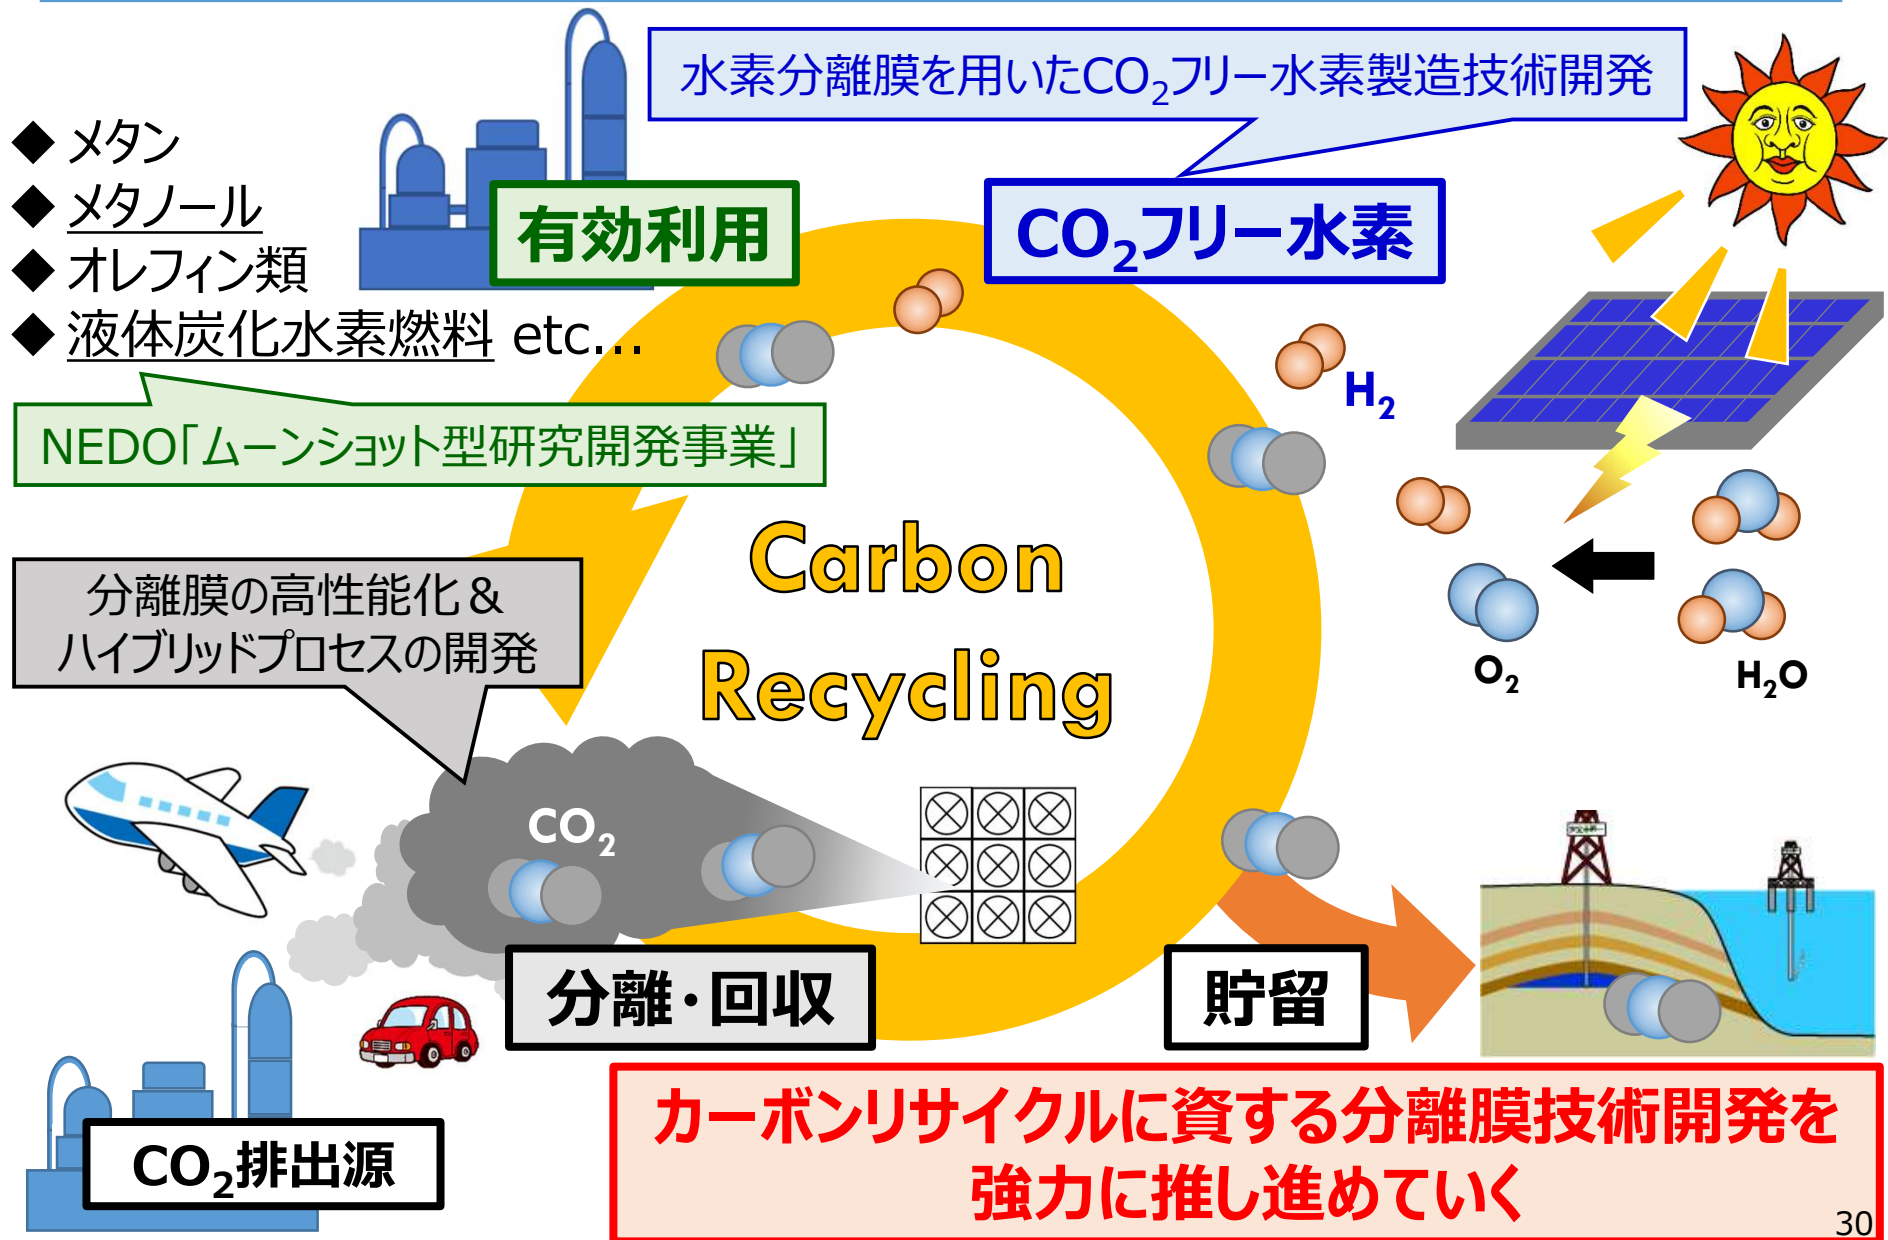 水素分離膜を用いたCO₂フリー水素製造技術開発
◆ メタン
◆ メタノール
◆ オレフィン類
◆ 液体炭化水素燃料 etc…
有効利用
CO₂フリー水素
H₂
NEDO「ムーンショット型研究開発事業」
Carbon
Recycling
分離膜の高性能化＆
ハイブリッドプロセスの開発
O₂
H₂O
CO₂
分離・回収
貯留
CO₂排出源
カーボンリサイクルに資する分離膜技術開発を
強力に推し進めていく
30